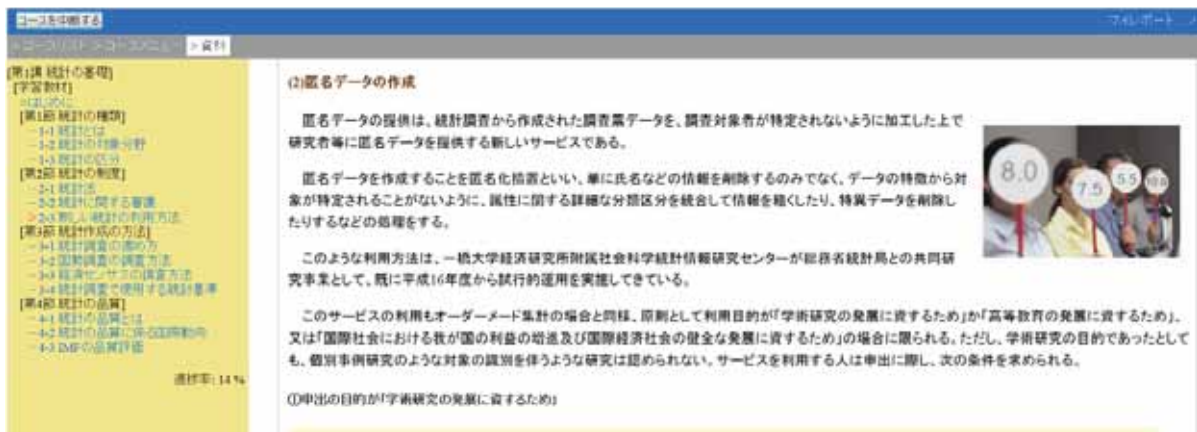 コースを中断する
マイレポート
> コースリスト > コースメニュー > 資料
[第1講 統計の基礎]
[学習教材]
はじめに
[第1節 統計の種類]
1-1 統計とは
1-2 統計の対象分野
1-3 統計の区分
[第2節 統計の制度]
2-1 統計法
2-2 統計に関する審議
2-3 新しい統計の利用方法
[第3節 統計作成の方法]
3-1 統計調査の進め方
3-2 国勢調査の調査方法
3-3 経済センサスの調査方法
3-4 統計調査で使用する統計基準
[第4節 統計の品質]
4-1 統計の品質とは
4-2 統計の品質に係る国際動向
4-3 IMFの品質評価
進捗率: 14 %
(2)匿名データの作成
匿名データの提供は、統計調査から作成された調査票データを、調査対象者が特定されないように加工した上で
研究者等に匿名データを提供する新しいサービスである。
匿名データを作成することを匿名化措置といい、単に氏名などの情報を削除するのみでなく、データの特徴から対
象が特定されることがないように、属性に関する詳細な分類区分を統合して情報を粗くしたり、特異データを削除し
たりするなどの処理をする。
このような利用方法は、一橋大学経済研究所附属社会科学統計情報研究センターが総務省統計局との共同研
究事業として、既に平成16年度から試行的運用を実施してきている。
このサービスの利用もオーダーメード集計の場合と同様、原則として利用目的が「学術研究の発展に資するため」か「高等教育の発展に資するため」、
又は「国際社会における我が国の利益の増進及び国際経済社会の健全な発展に資するため」の場合に限られる。ただし、学術研究の目的であったとして
も、個別事例研究のような対象の識別を伴うような研究は認められない。サービスを利用する人は申出に際し、次の条件を求められる。
①申出の目的が「学術研究の発展に資するため」
8.0
7.5
5.5
10.0